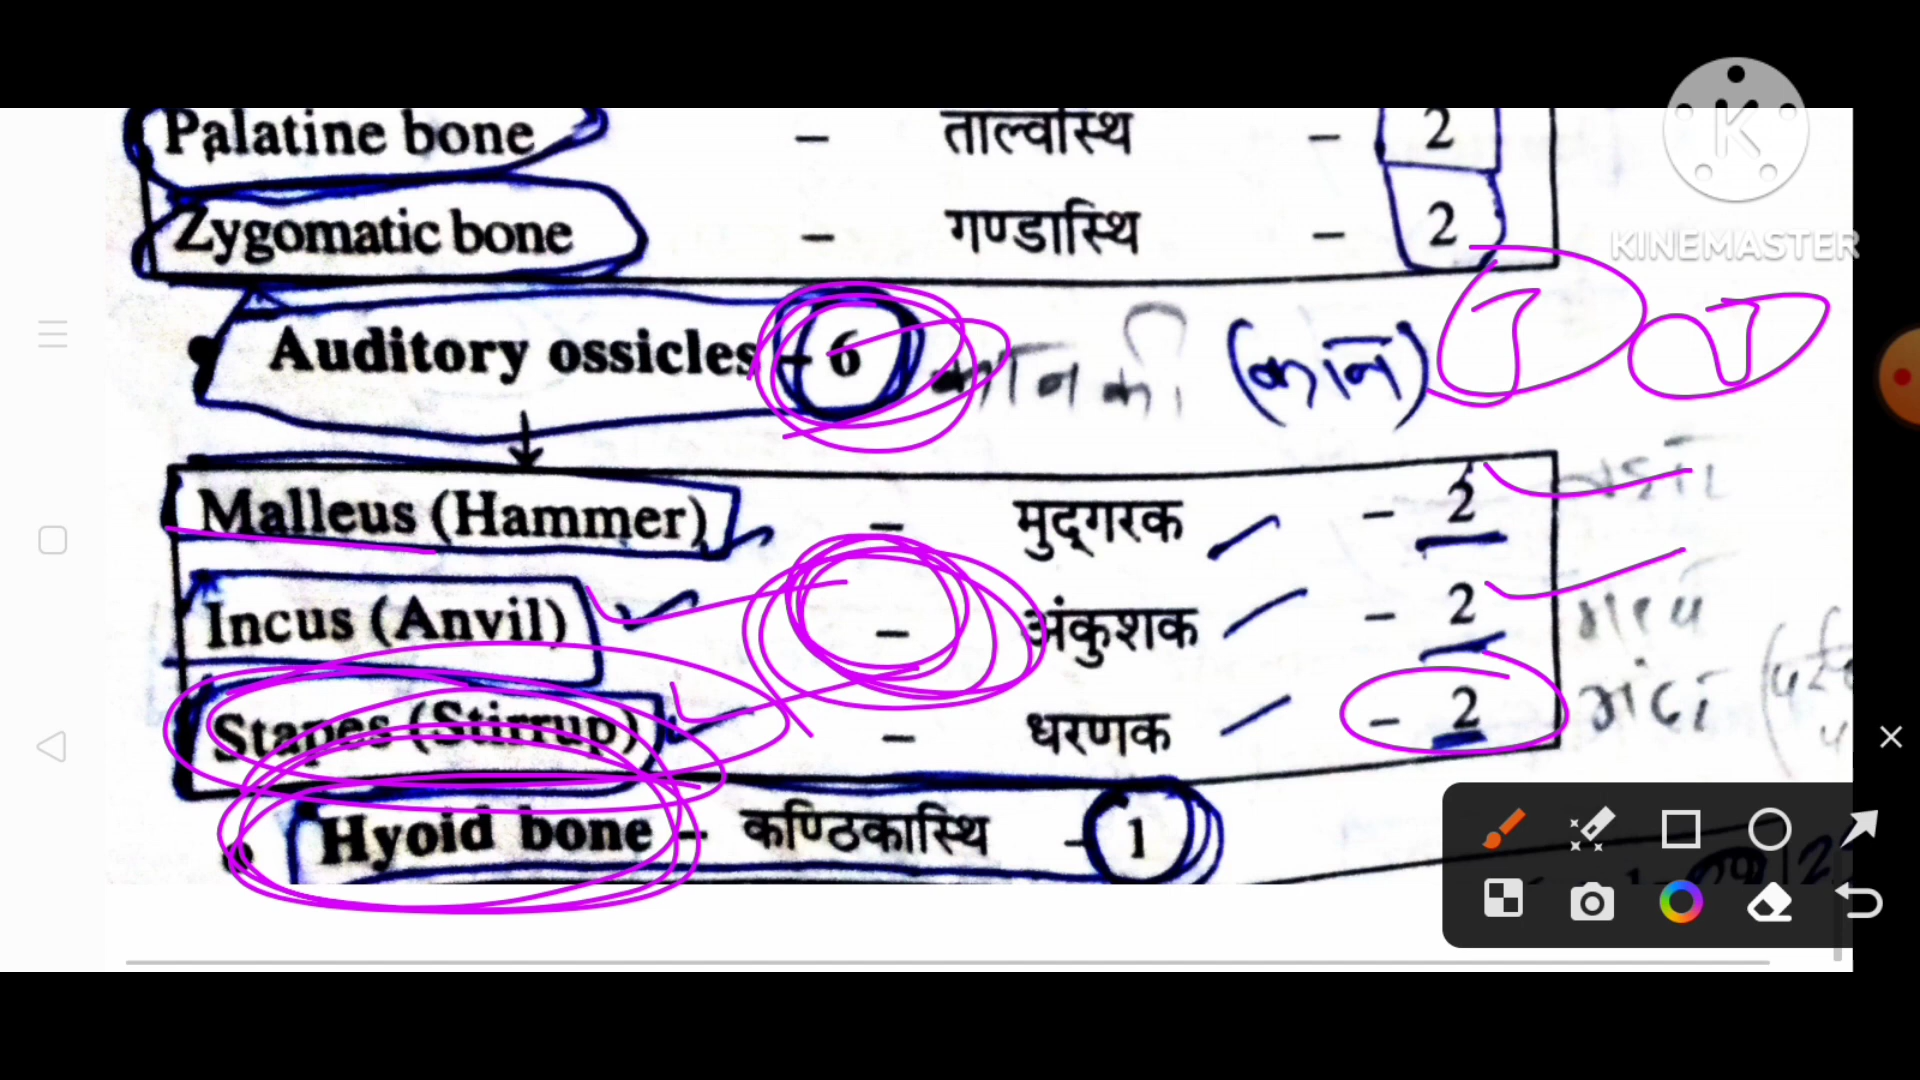 Palatine bone - ताल्वास्थि - 2
KINEMASTER
Zygomatic bone - गण्डास्थि - 2
Auditory ossicles - 6 कान की (कान)
Malleus (Hammer) - मुद्गरक - 2
Incus (Anvil) - अंकुशक - 2
Stapes (Stirrup) - धरणक - 2
Hyoid bone - कण्ठिकास्थि - 1